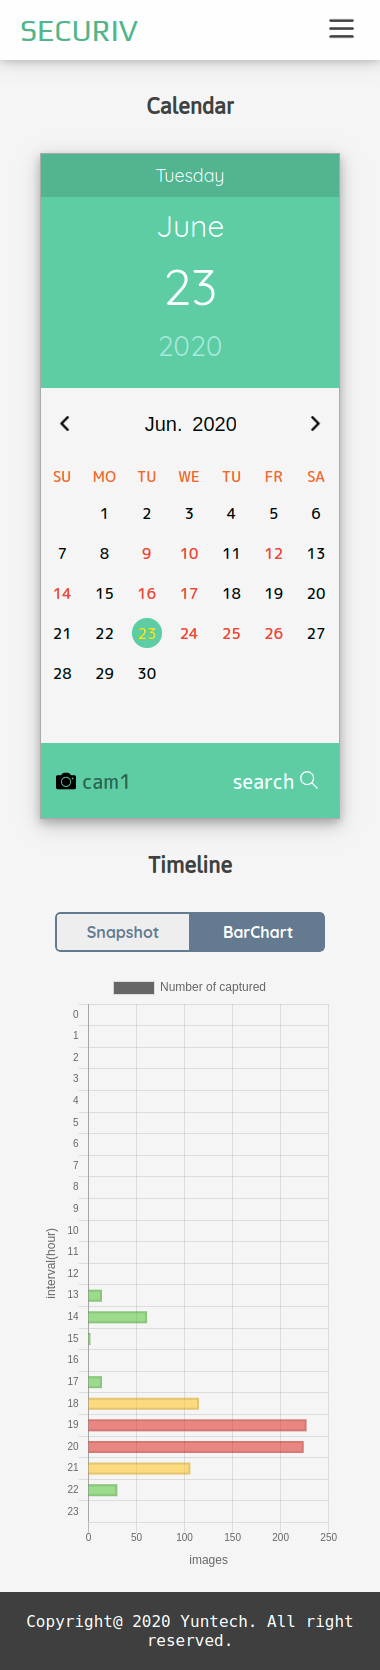 SECURIV
Calendar
Tuesday
June
23
2020
Jun. 2020
SU MO TU WE TU FR SA
1 2 3 4 5 6
7 8 9 10 11 12 13
14 15 16 17 18 19 20
21 22 23 24 25 26 27
28 29 30
cam1 search
Timeline
Snapshot BarChart
Number of captured
interval(hour)
0
1
2
3
4
5
6
7
8
9
10
11
12
13
14
15
16
17
18
19
20
21
22
23
0 50 100 150 200 250
images
Copyright@ 2020 Yuntech. All right
reserved.